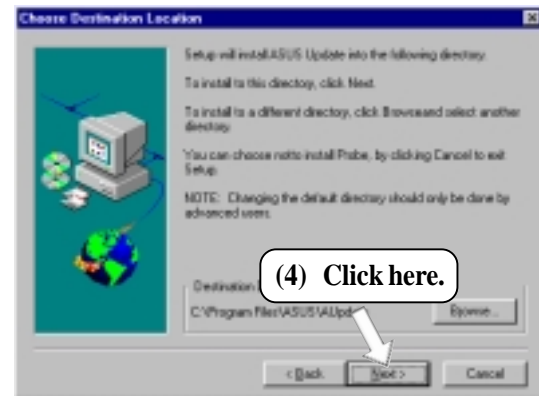 Choose Destination Location
Setup will install ASUS Update into the following directory.
To install to this directory, click Next.
To install to a different directory, click Browse and select another
directory.
You can choose not to install Probe, by clicking Cancel to exit
Setup.
NOTE: Changing the default directory should only be done by
advanced users.
Destination
(4) Click here.
C:\Program Files\ASUS\AUpd
Browse...
< Back
Next >
Cancel